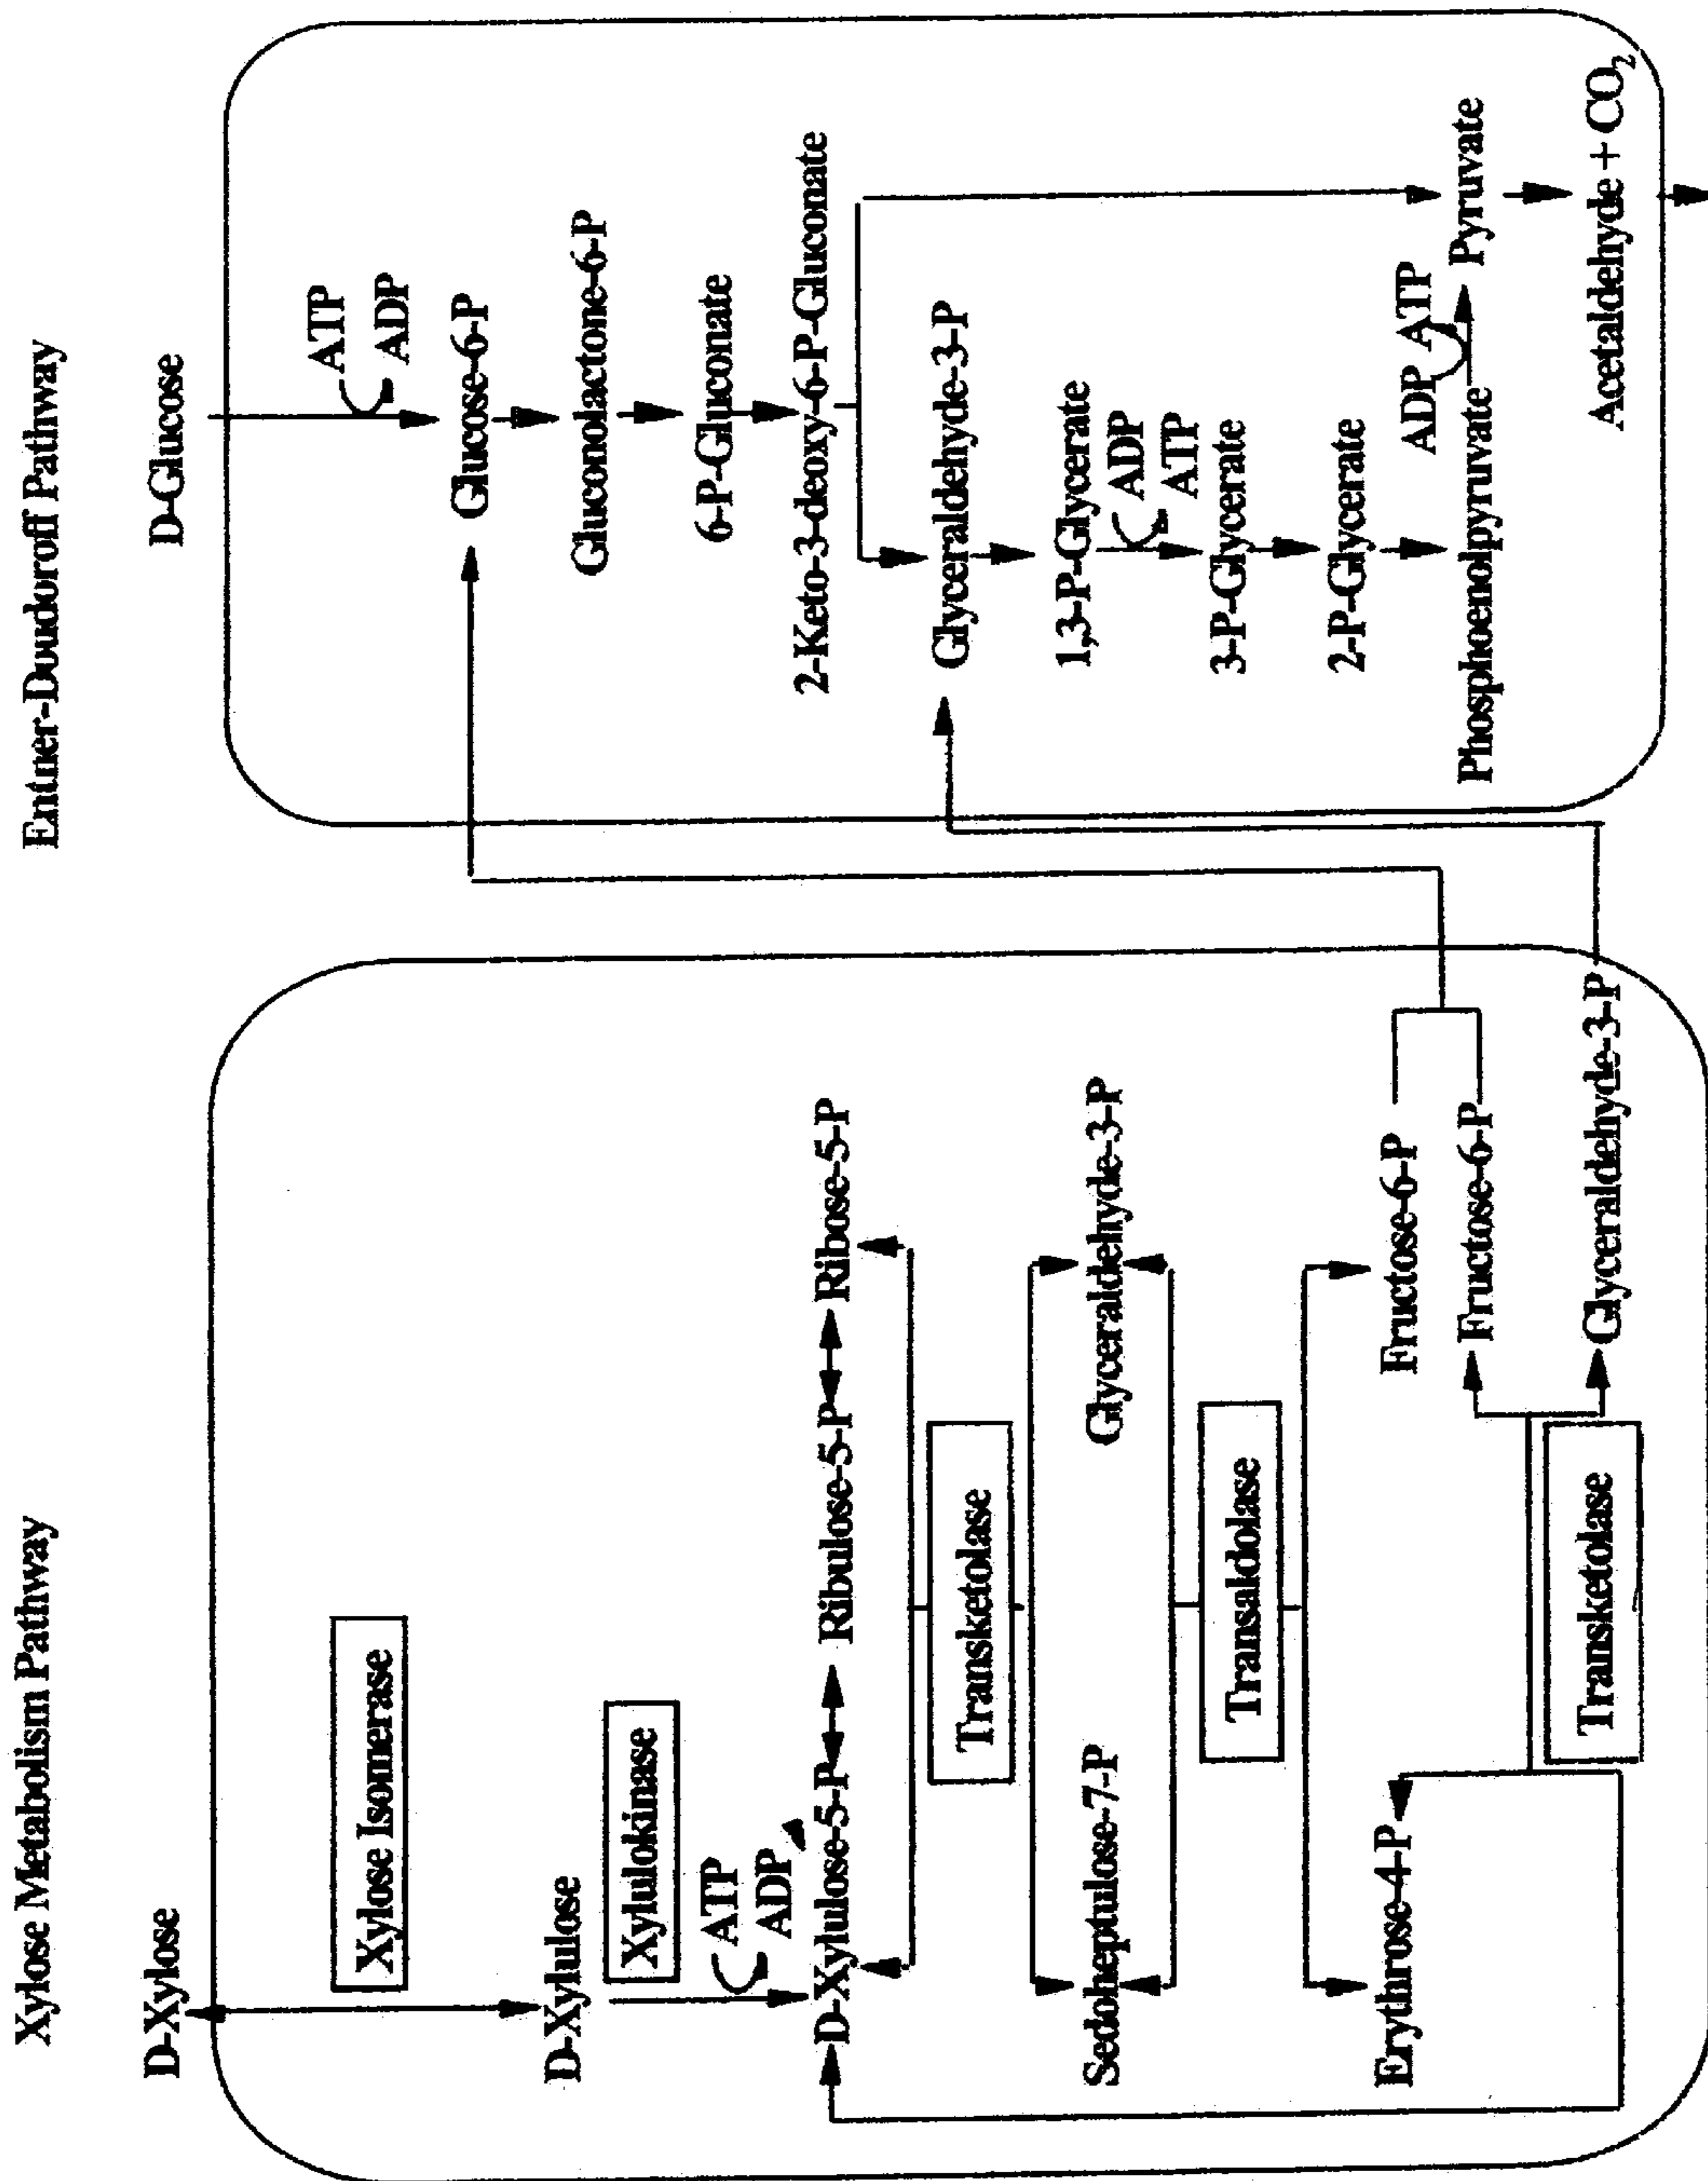 Xylose Metabolism Pathway
D-Xylose
Xylose Isomerase
D-Xylulose
Xylulokinase
ATP
ADP
D-Xylulose-5-P
Ribulose-5-P
Ribose-5-P
Transketolase
Sedoheptulose-7-P
Glyceraldehyde-3-P
Transaldolase
Erythrose-4-P
Fructose-6-P
Fructose-6-P
Transketolase
Glyceraldehyde-3-P
Entner-Doudoroff Pathway
D-Glucose
ATP
ADP
Glucose-6-P
Gluconolactone-6-P
6-P-Gluconate
2-Keto-3-deoxy-6-P-Gluconate
Glyceraldehyde-3-P
1,3-P-Glycerate
ADP
ATP
3-P-Glycerate
2-P-Glycerate
ADP ATP
Phosphoenolpyruvate
Pyruvate
Acetaldehyde + CO₂